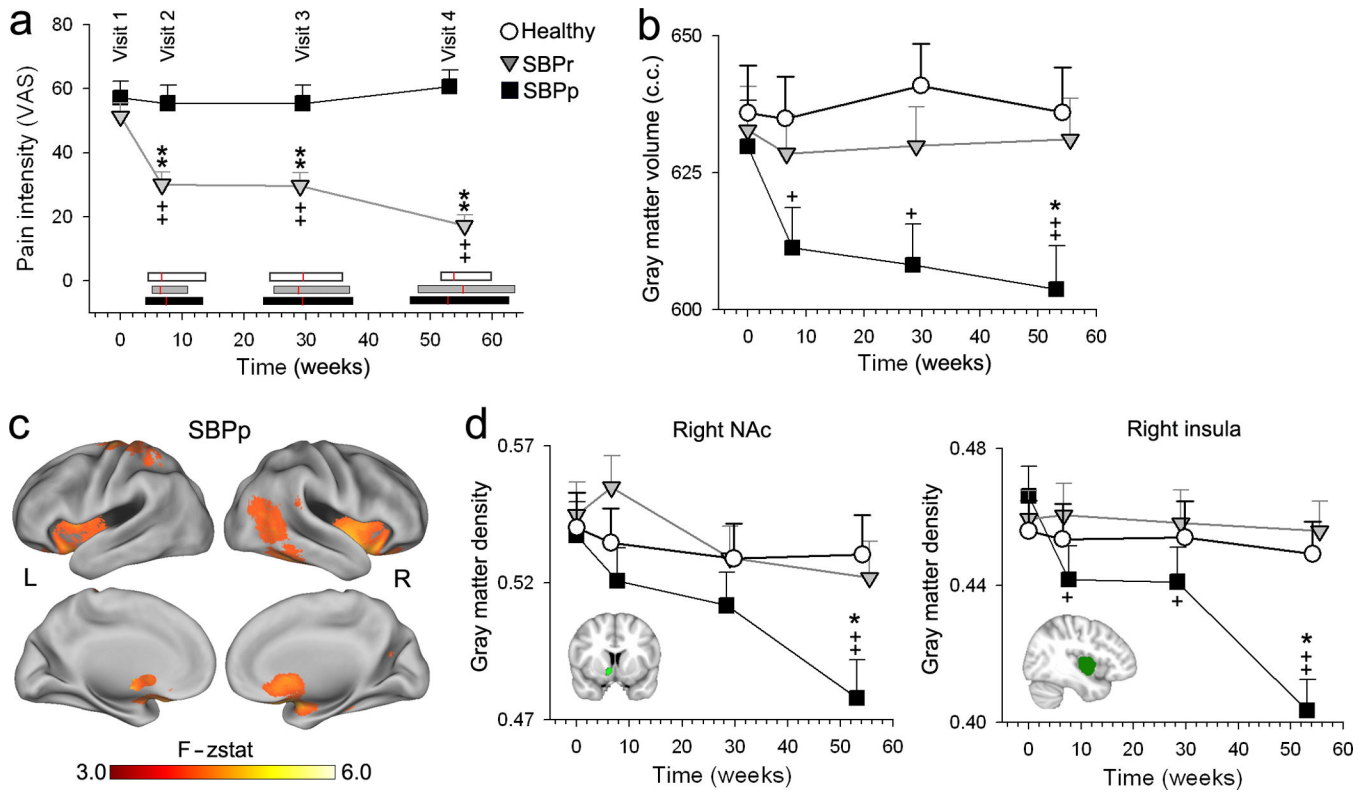 a
80
60
40
20
0
Pain intensity (VAS)
Visit 1
Visit 2
Visit 3
Visit 4
**
++
**
++
**
++
0 10 20 30 40 50 60
Time (weeks)
Healthy
SBPr
SBPp
b
650
625
600
Gray matter volume (c.c.)
+
+
*
++
0 10 20 30 40 50 60
Time (weeks)
c
SBPp
L
R
F-zstat
3.0
6.0
d
Right NAc
0.57
0.52
0.47
Gray matter density
*
++
0 10 20 30 40 50 60
Time (weeks)
Right insula
0.48
0.44
0.40
Gray matter density
+
+
*
++
0 10 20 30 40 50 60
Time (weeks)